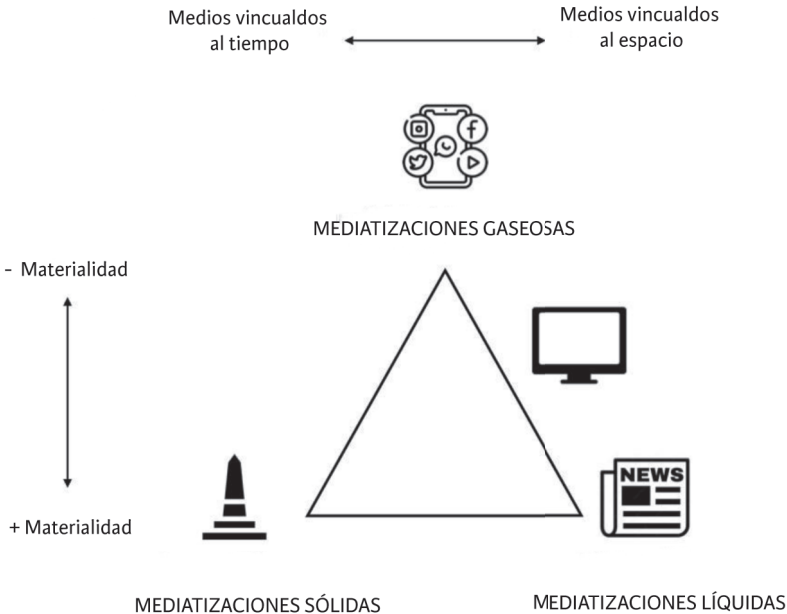 Medios vincualdos
al tiempo
Medios vincualdos
al espacio
f
MEDIATIZACIONES GASEOSAS
- Materialidad
NEWS
+ Materialidad
MEDIATIZACIONES SÓLIDAS
MEDIATIZACIONES LÍQUIDAS